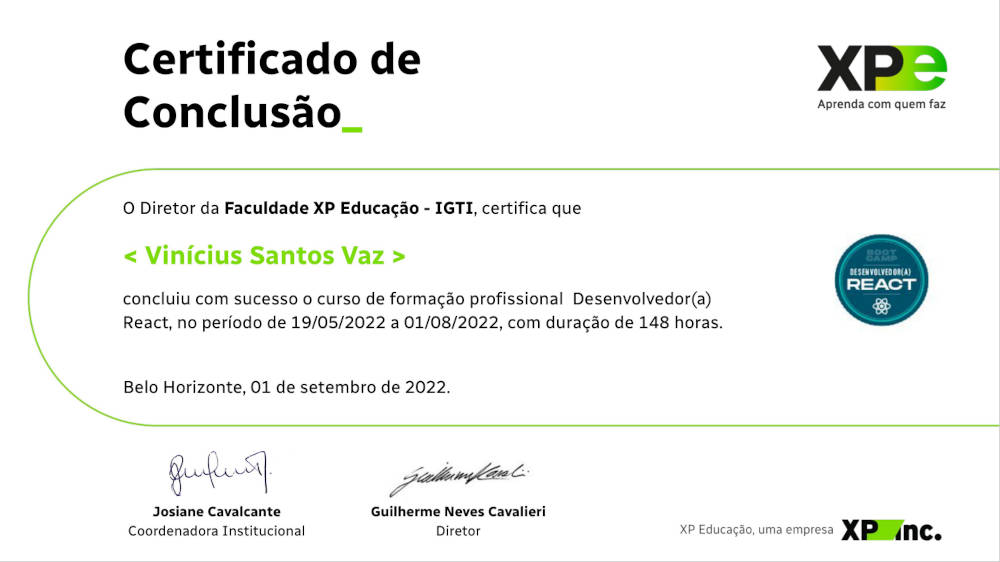 Certificado de
Conclusão_
XPe
Aprenda com quem faz
O Diretor da Faculdade XP Educação - IGTI, certifica que
< Vinícius Santos Vaz >
concluiu com sucesso o curso de formação profissional  Desenvolvedor(a)
React, no período de 19/05/2022 a 01/08/2022, com duração de 148 horas.
BOOT
CAMP
DESENVOLVEDOR(A)
REACT
Belo Horizonte, 01 de setembro de 2022.
Josiane Cavalcante
Coordenadora Institucional
Guilherme Neves Cavalieri
Diretor
XP Educação, uma empresa XP inc.